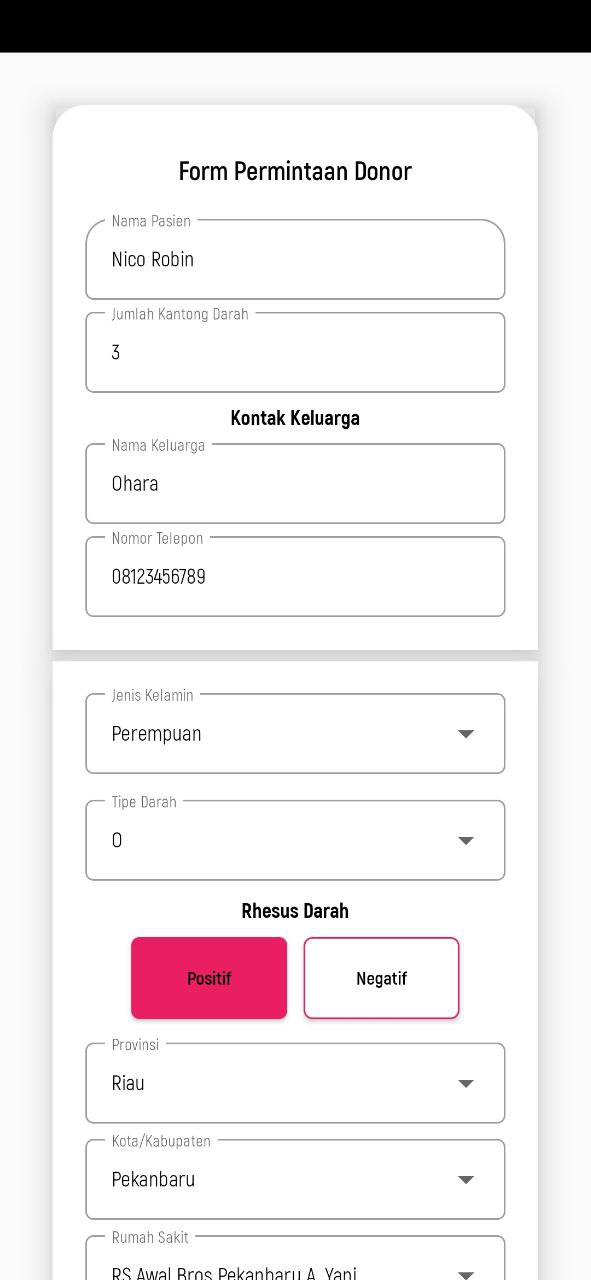 Form Permintaan Donor
Nama Pasien
Nico Robin
Jumlah Kantong Darah
3
Kontak Keluarga
Nama Keluarga
Ohara
Nomor Telepon
08123456789
Jenis Kelamin
Perempuan
Tipe Darah
O
Rhesus Darah
Positif
Negatif
Provinsi
Riau
Kota/Kabupaten
Pekanbaru
Rumah Sakit
RS Awal Bros Pekanbaru A. Yani